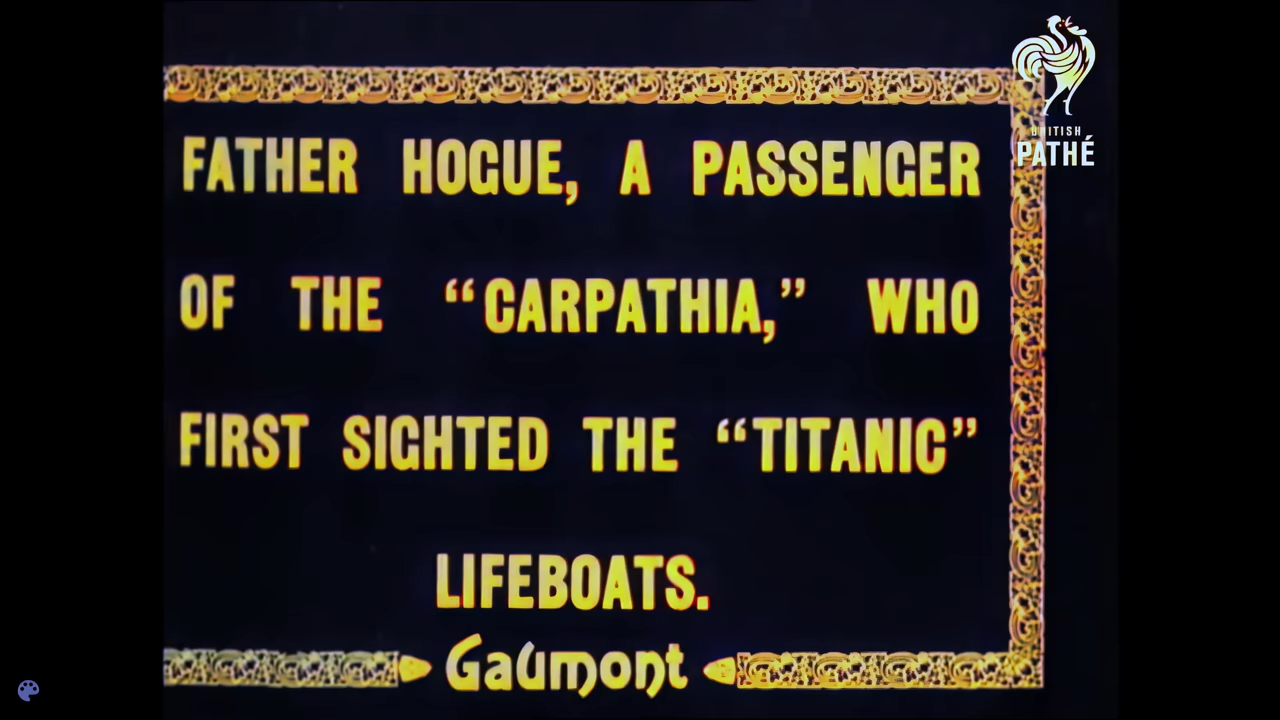 BRITISH
PATHÉ
FATHER HOGUE, A PASSENGER
OF THE “CARPATHIA,” WHO
FIRST SIGHTED THE “TITANIC”
LIFEBOATS.
Gaumont